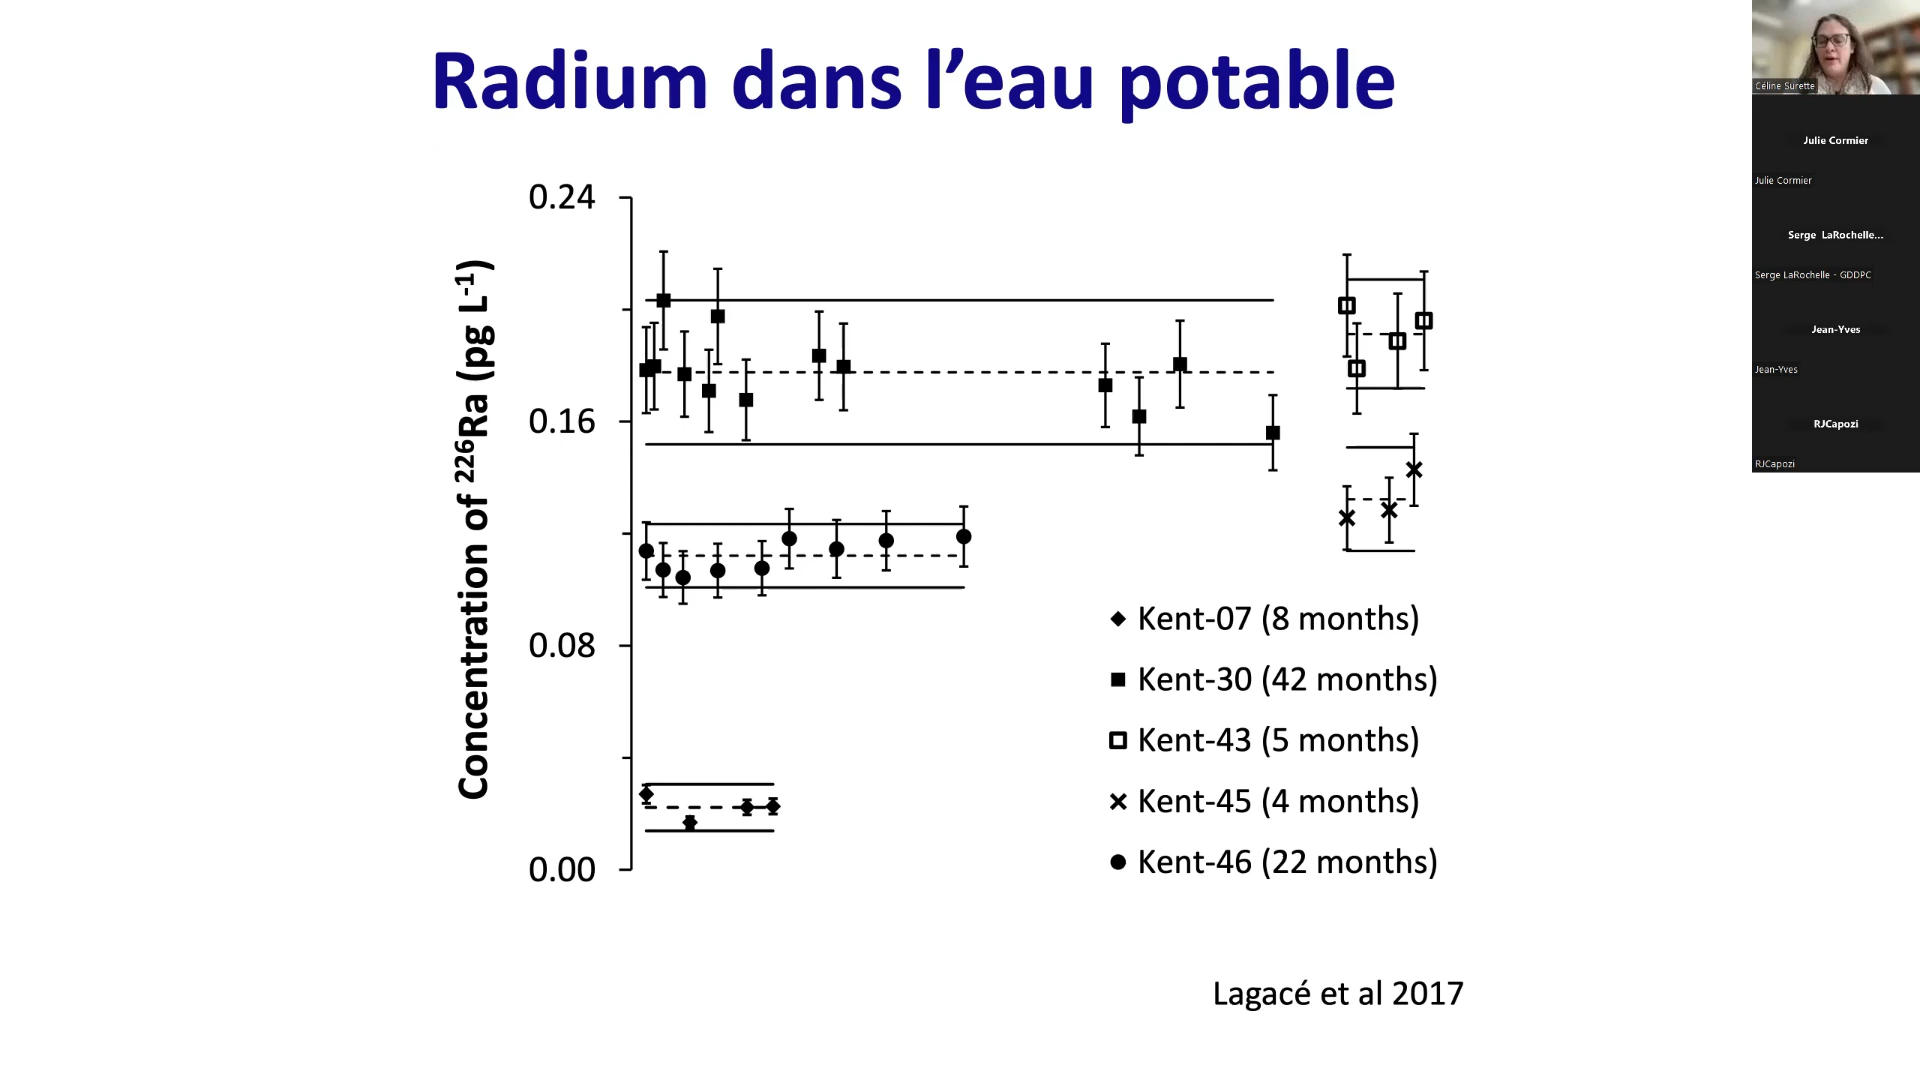 Radium dans l’eau potable
Concentration of ²²⁶Ra (pg L⁻¹)
0.24
0.16
0.08
0.00
Kent-07 (8 months)
Kent-30 (42 months)
Kent-43 (5 months)
Kent-45 (4 months)
Kent-46 (22 months)
Lagacé et al 2017
Céline Surette
Julie Cormier
Julie Cormier
Serge LaRochelle...
Serge LaRochelle - GDDPC
Jean-Yves
Jean-Yves
RJCapozi
RJCapozi